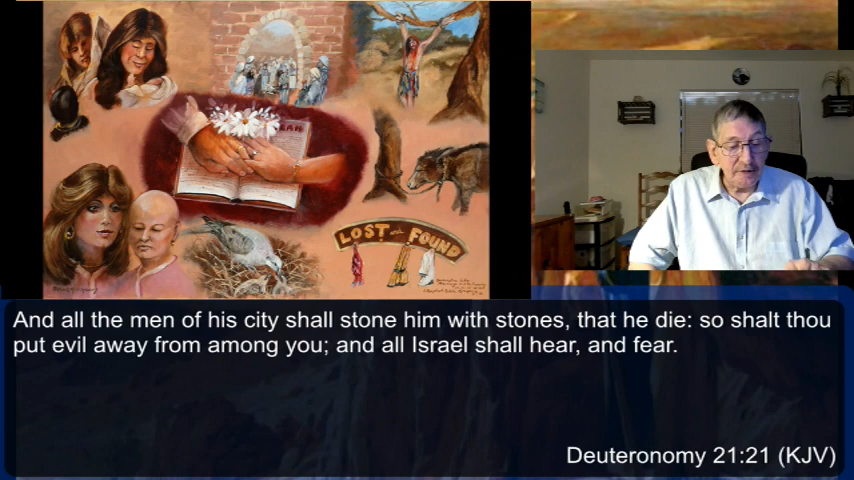 LOST and FOUND
And all the men of his city shall stone him with stones, that he die: so shalt thou
put evil away from among you; and all Israel shall hear, and fear.
Deuteronomy 21:21 (KJV)